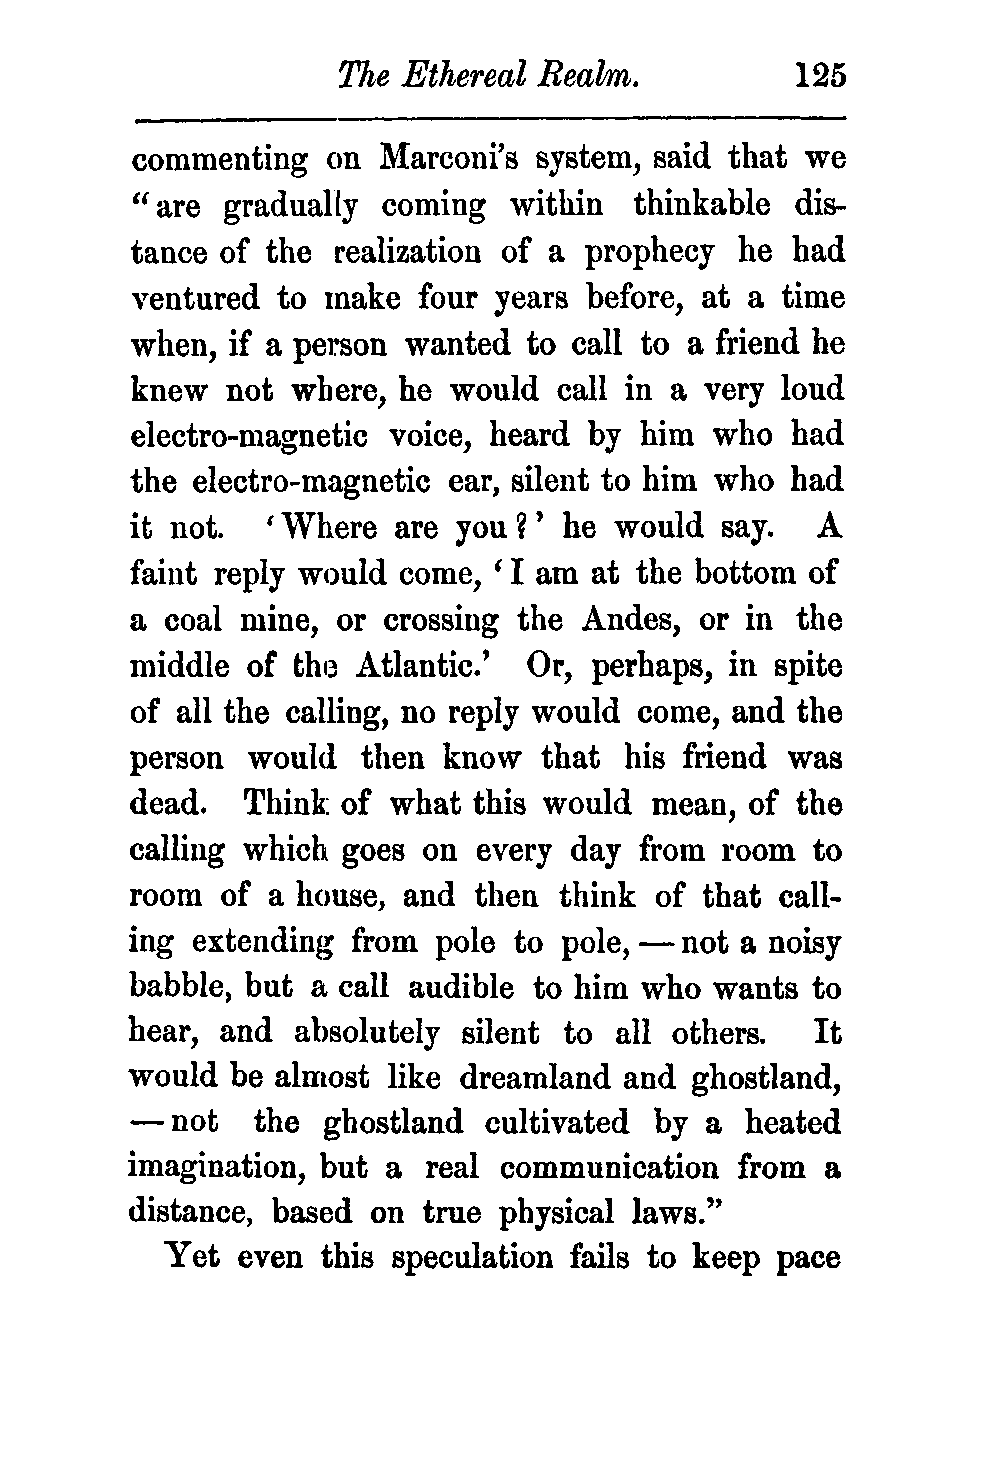 The Ethereal Realm. 125
commenting on Marconi's system, said that we
“are gradually coming within thinkable dis-
tance of the realization of a prophecy he had
ventured to make four years before, at a time
when, if a person wanted to call to a friend he
knew not where, he would call in a very loud
electro-magnetic voice, heard by him who had
the electro-magnetic ear, silent to him who had
it not. ‘Where are you?’ he would say. A
faint reply would come, ‘I am at the bottom of
a coal mine, or crossing the Andes, or in the
middle of the Atlantic.’ Or, perhaps, in spite
of all the calling, no reply would come, and the
person would then know that his friend was
dead. Think of what this would mean, of the
calling which goes on every day from room to
room of a house, and then think of that call-
ing extending from pole to pole, — not a noisy
babble, but a call audible to him who wants to
hear, and absolutely silent to all others. It
would be almost like dreamland and ghostland,
— not the ghostland cultivated by a heated
imagination, but a real communication from a
distance, based on true physical laws.”
Yet even this speculation fails to keep pace